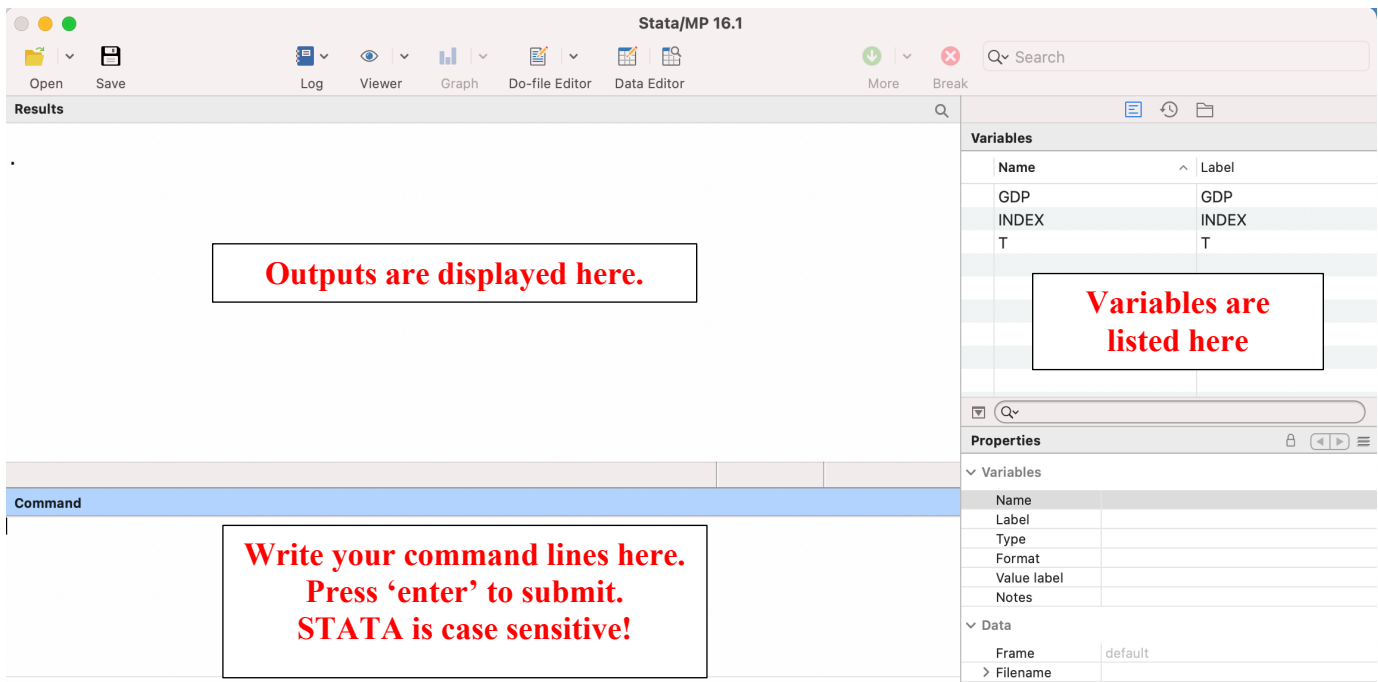 Stata/MP 16.1
Open Save Log Viewer Graph Do-file Editor Data Editor More Break Search
Results
.
Outputs are displayed here.
Command
Write your command lines here.
Press ‘enter’ to submit.
STATA is case sensitive!
Variables
Name Label
GDP GDP
INDEX INDEX
T T
Variables are
listed here
Properties
Variables
Name
Label
Type
Format
Value label
Notes
Data
Frame default
Filename